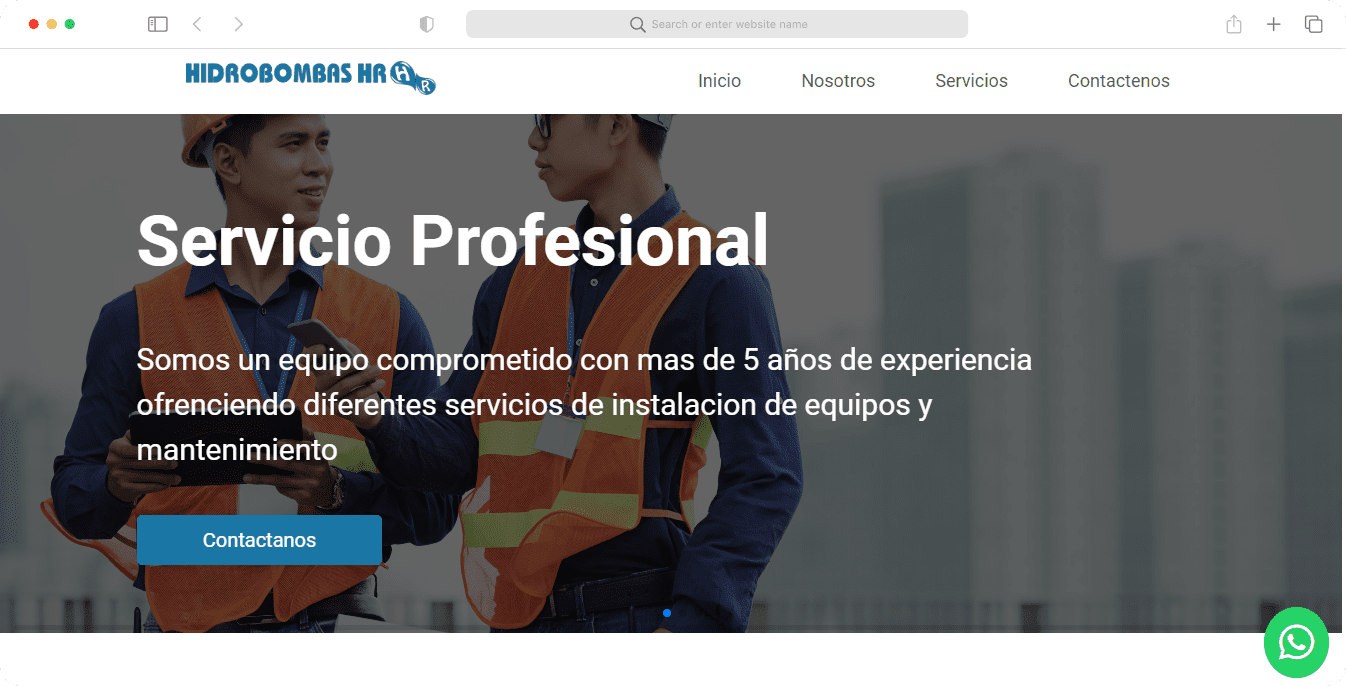 Search or enter website name
HIDROBOMBAS HR HR
Inicio Nosotros Servicios Contactenos
Servicio Profesional
Somos un equipo comprometido con mas de 5 años de experiencia
ofrenciendo diferentes servicios de instalacion de equipos y
mantenimiento
Contactanos